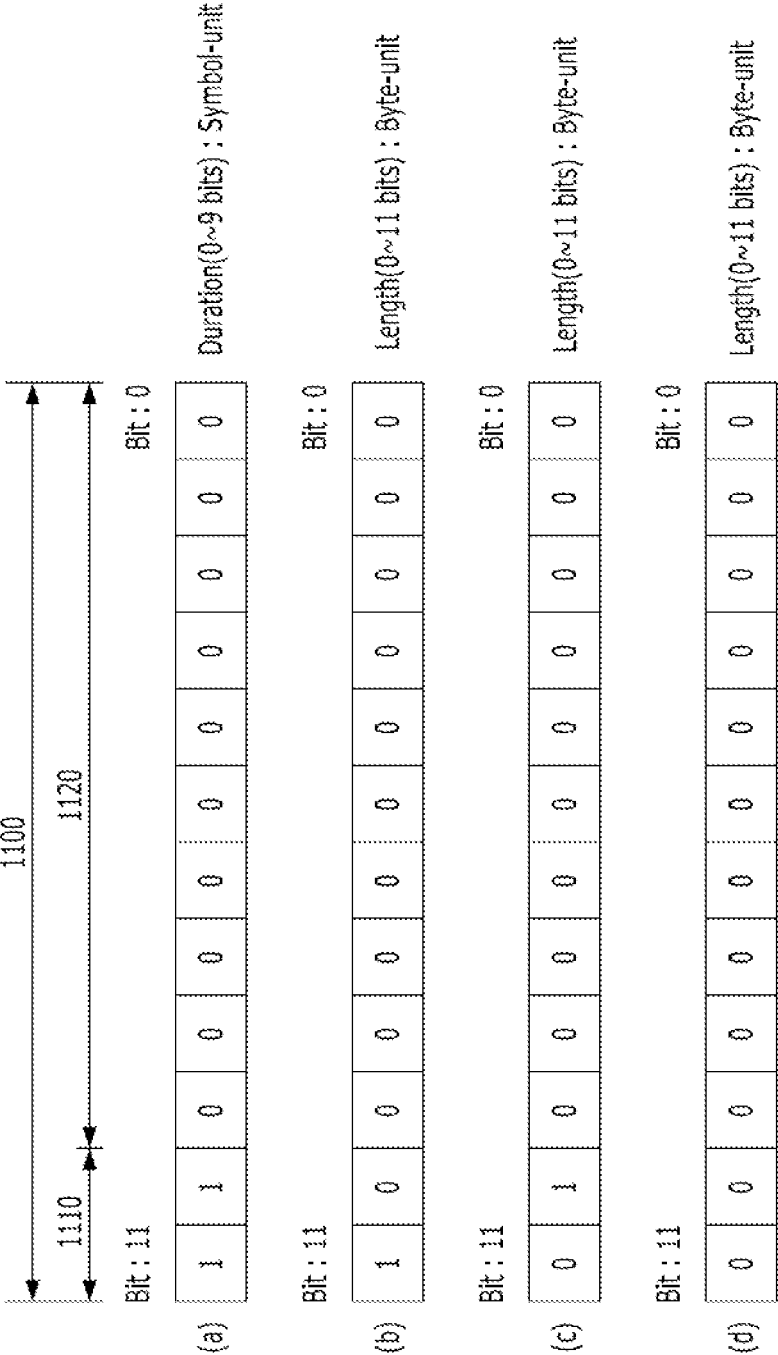 1100
1110
1120
Bit : 11
Bit : 0
(a)
1 1 0 0 0 0 0 0 0 0 0 0
Duration(0~9 bits) : Symbol-unit
Bit : 11
Bit : 0
(b)
1 0 0 0 0 0 0 0 0 0 0 0
Length(0~11 bits) : Byte-unit
Bit : 11
Bit : 0
(c)
0 1 0 0 0 0 0 0 0 0 0 0
Length(0~11 bits) : Byte-unit
Bit : 11
Bit : 0
(d)
0 0 0 0 0 0 0 0 0 0 0 0
Length(0~11 bits) : Byte-unit